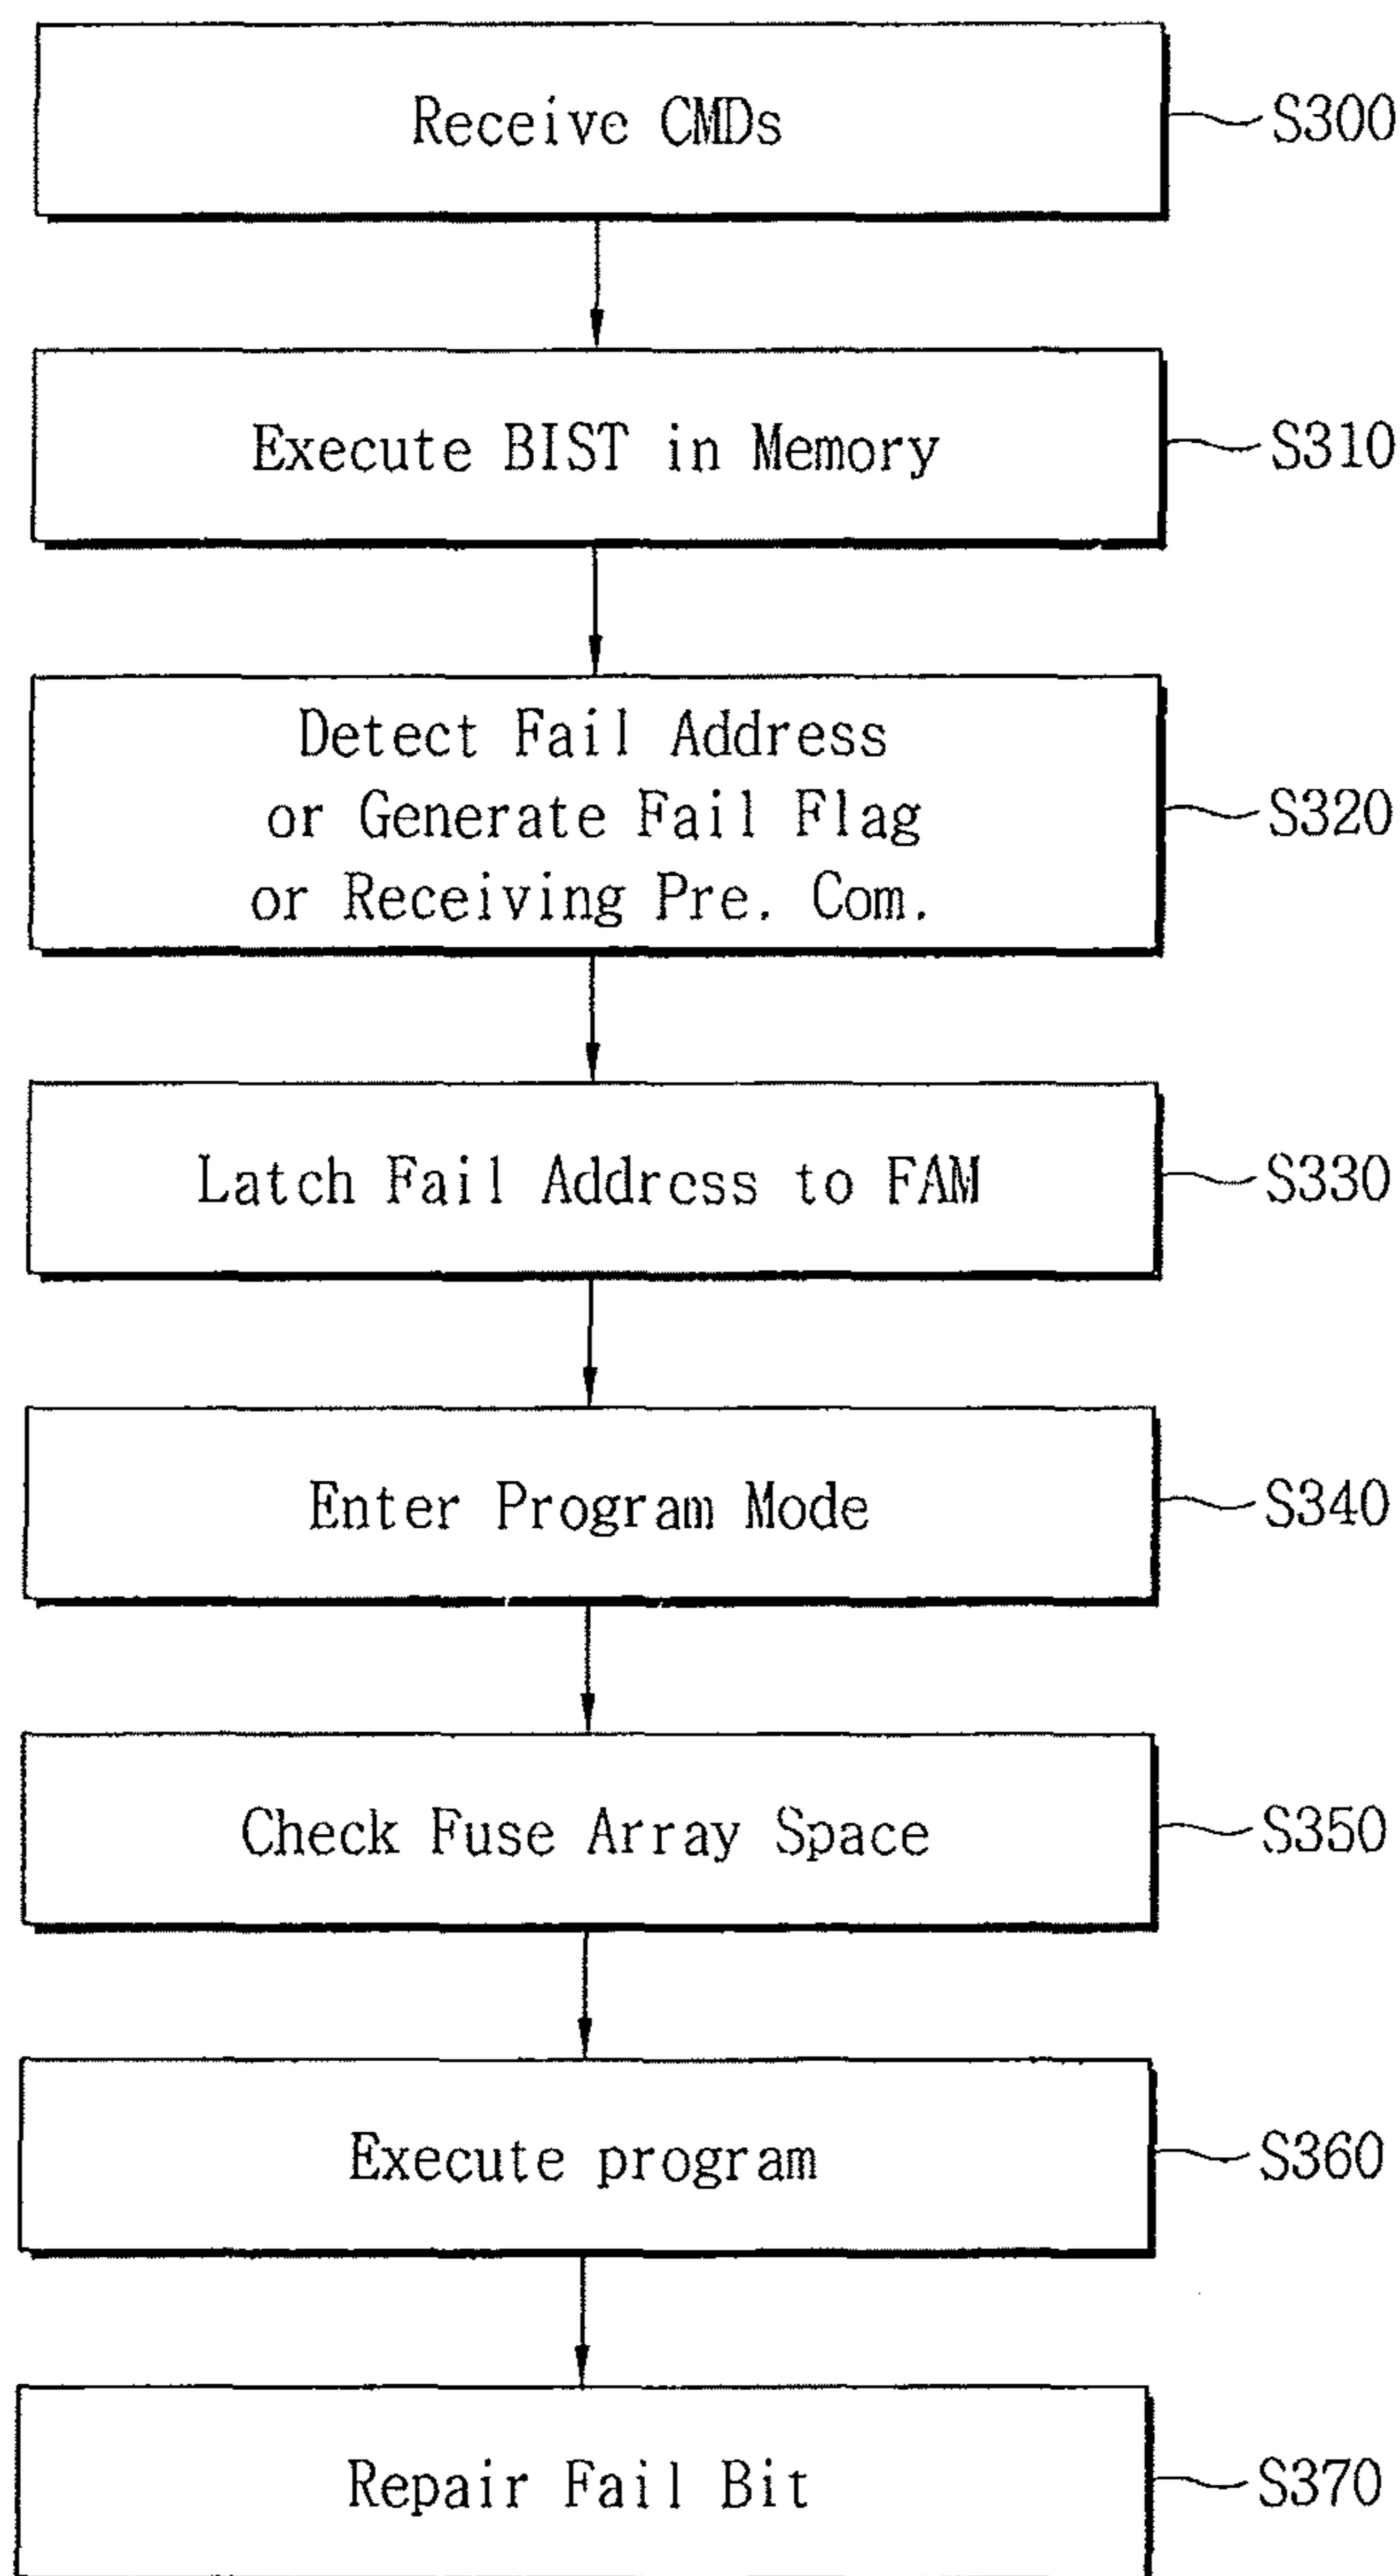 Receive CMDs
S300
Execute BIST in Memory
S310
Detect Fail Address
or Generate Fail Flag
or Receiving Pre. Com.
S320
Latch Fail Address to FAM
S330
Enter Program Mode
S340
Check Fuse Array Space
S350
Execute program
S360
Repair Fail Bit
S370